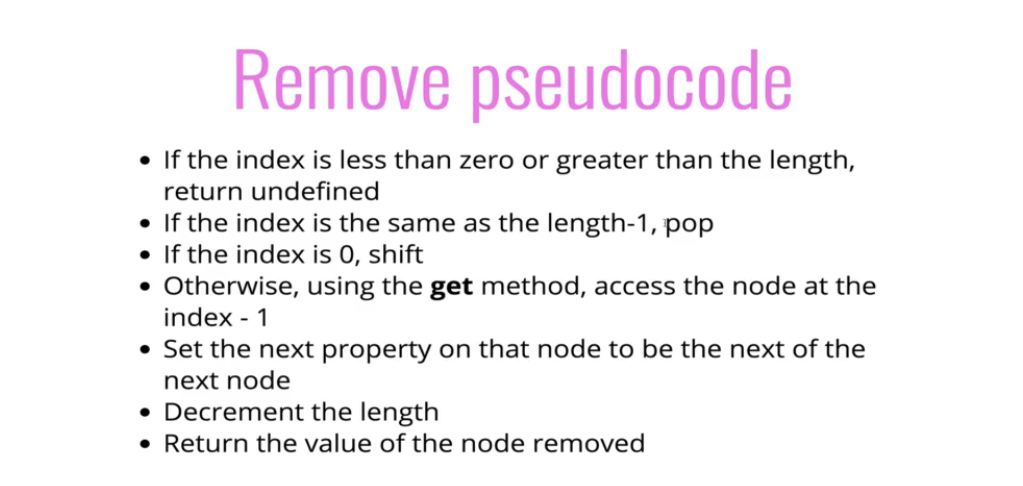 Remove pseudocode
• If the index is less than zero or greater than the length,
return undefined
• If the index is the same as the length-1, pop
• If the index is 0, shift
• Otherwise, using the get method, access the node at the
index - 1
• Set the next property on that node to be the next of the
next node
• Decrement the length
• Return the value of the node removed